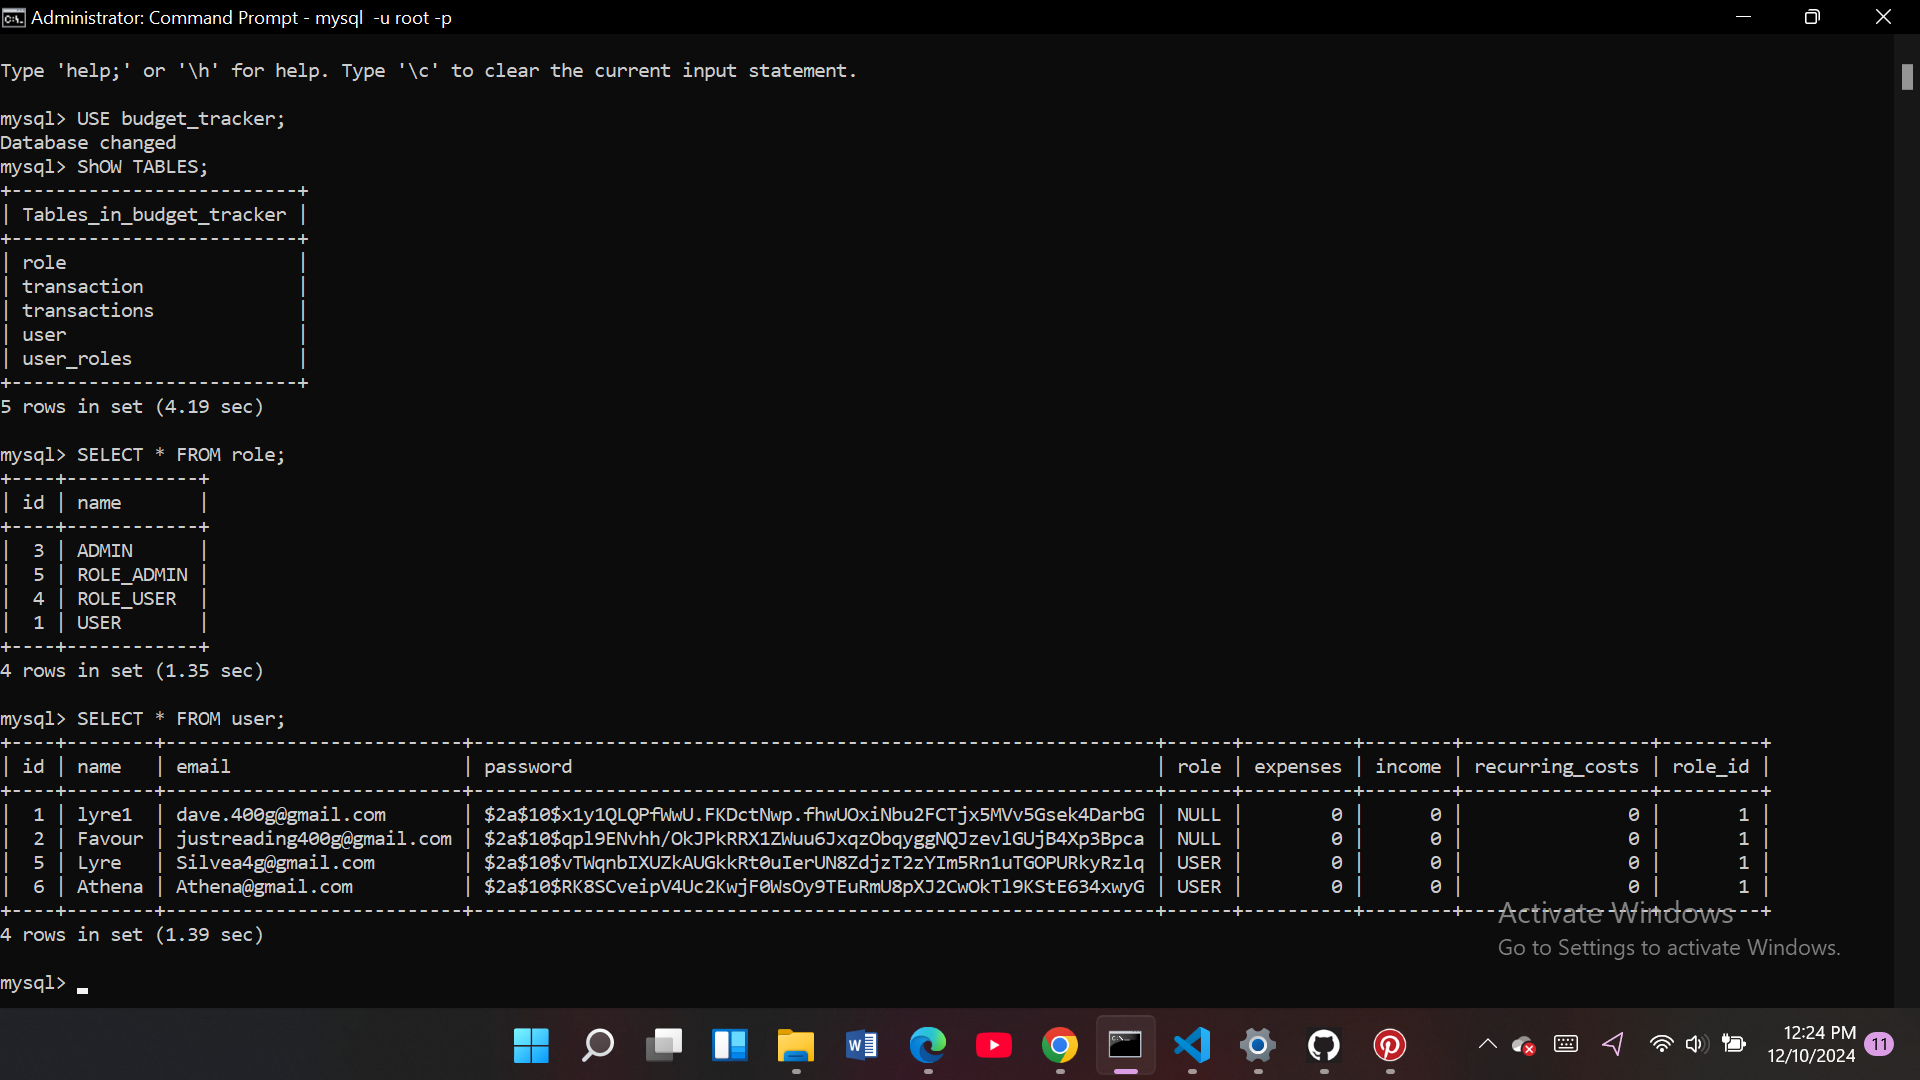 Administrator: Command Prompt - mysql  -u root -p
Type 'help;' or '\h' for help. Type '\c' to clear the current input statement.
mysql> USE budget_tracker;
Database changed
mysql> ShOW TABLES;
+--------------------------+
| Tables_in_budget_tracker |
+--------------------------+
| role                     |
| transaction              |
| transactions             |
| user                     |
| user_roles               |
+--------------------------+
5 rows in set (4.19 sec)
mysql> SELECT * FROM role;
+----+------------+
| id | name       |
+----+------------+
|  3 | ADMIN      |
|  5 | ROLE_ADMIN |
|  4 | ROLE_USER  |
|  1 | USER       |
+----+------------+
4 rows in set (1.35 sec)
mysql> SELECT * FROM user;
+----+--------+--------------------------+--------------------------------------------------------------+------+----------+--------+-----------------+---------+
| id | name   | email                    | password                                                     | role | expenses | income | recurring_costs | role_id |
+----+--------+--------------------------+--------------------------------------------------------------+------+----------+--------+-----------------+---------+
|  1 | lyre1  | dave.400g@gmail.com      | $2a$10$x1y1QLQPfWwU.FKDctNwp.fhwUOxiNbu2FCTjx5MVv5Gsek4DarbG | NULL |        0 |      0 |               0 |       1 |
|  2 | Favour | justreading400g@gmail.com | $2a$10$qpl9ENvhh/OkJPkRRX1ZWuu6JxqzObqyggNQJzevlGUjB4Xp3Bpca | NULL |        0 |      0 |               0 |       1 |
|  5 | Lyre   | Silvea4g@gmail.com       | $2a$10$vTWqnbIXUZkAUGkkRt0uIerUN8ZdjzT2zYIm5Rn1uTGOPURkyRzlq | USER |        0 |      0 |               0 |       1 |
|  6 | Athena | Athena@gmail.com         | $2a$10$RK8SCveipV4Uc2KwjF0WsOy9TEuRmU8pXJ2CwOkTl9KStE634xwyG | USER |        0 |      0 |               0 |       1 |
+----+--------+--------------------------+--------------------------------------------------------------+------+----------+--------+-----------------+---------+
Activate Windows
4 rows in set (1.39 sec)
Go to Settings to activate Windows.
mysql>
12:24 PM
12/10/2024
11